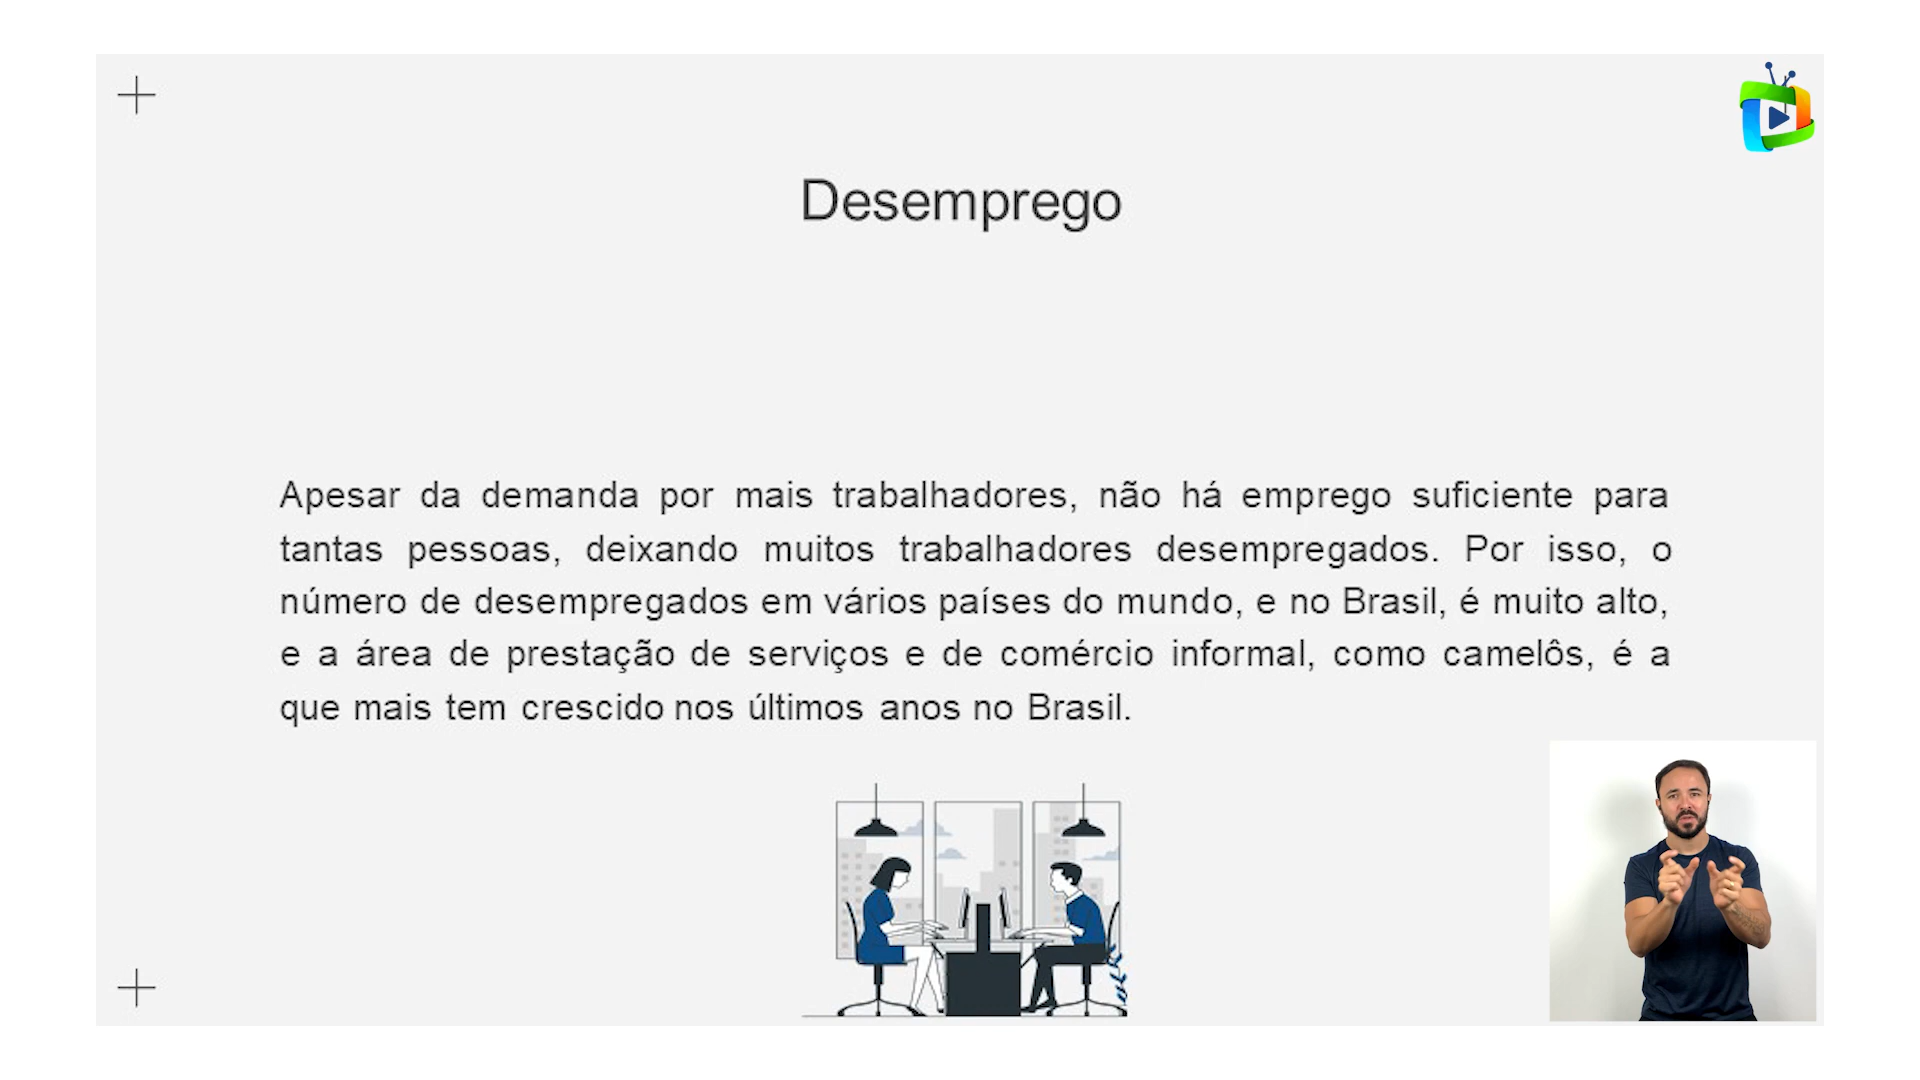 Desemprego
Apesar da demanda por mais trabalhadores, não há emprego suficiente para
tantas pessoas, deixando muitos trabalhadores desempregados. Por isso, o
número de desempregados em vários países do mundo, e no Brasil, é muito alto,
e a área de prestação de serviços e de comércio informal, como camelôs, é a
que mais tem crescido nos últimos anos no Brasil.